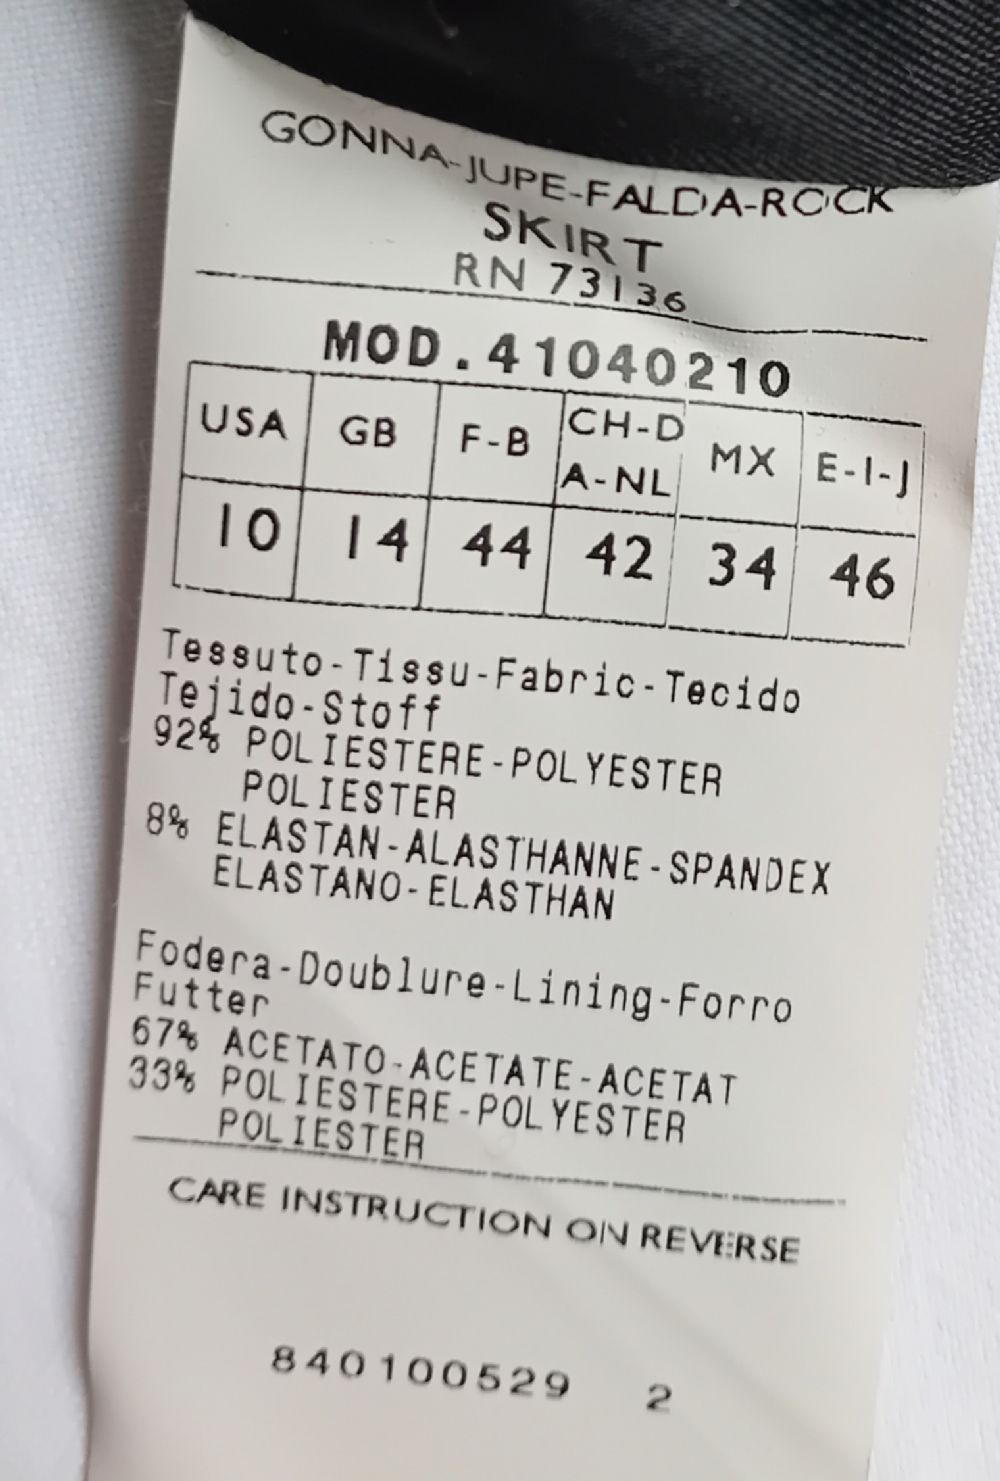 GONNA-JUPE-FALDA-ROCK
SKIRT
RN 73136
MOD.41040210
USA GB F-B CH-D A-NL MX E-I-J
10 14 44 42 34 46
Tessuto-Tissu-Fabric-Tecido
Tejido-Stoff
92% POLIESTERE-POLYESTER
POLIESTER
8% ELASTAN-ALASTHANNE-SPANDEX
ELASTANO-ELASTHAN
Fodera-Doublure-Lining-Forro
Futter
67% ACETATO-ACETATE-ACETAT
33% POLIESTERE-POLYESTER
POLIESTER
CARE INSTRUCTION ON REVERSE
840100529 2